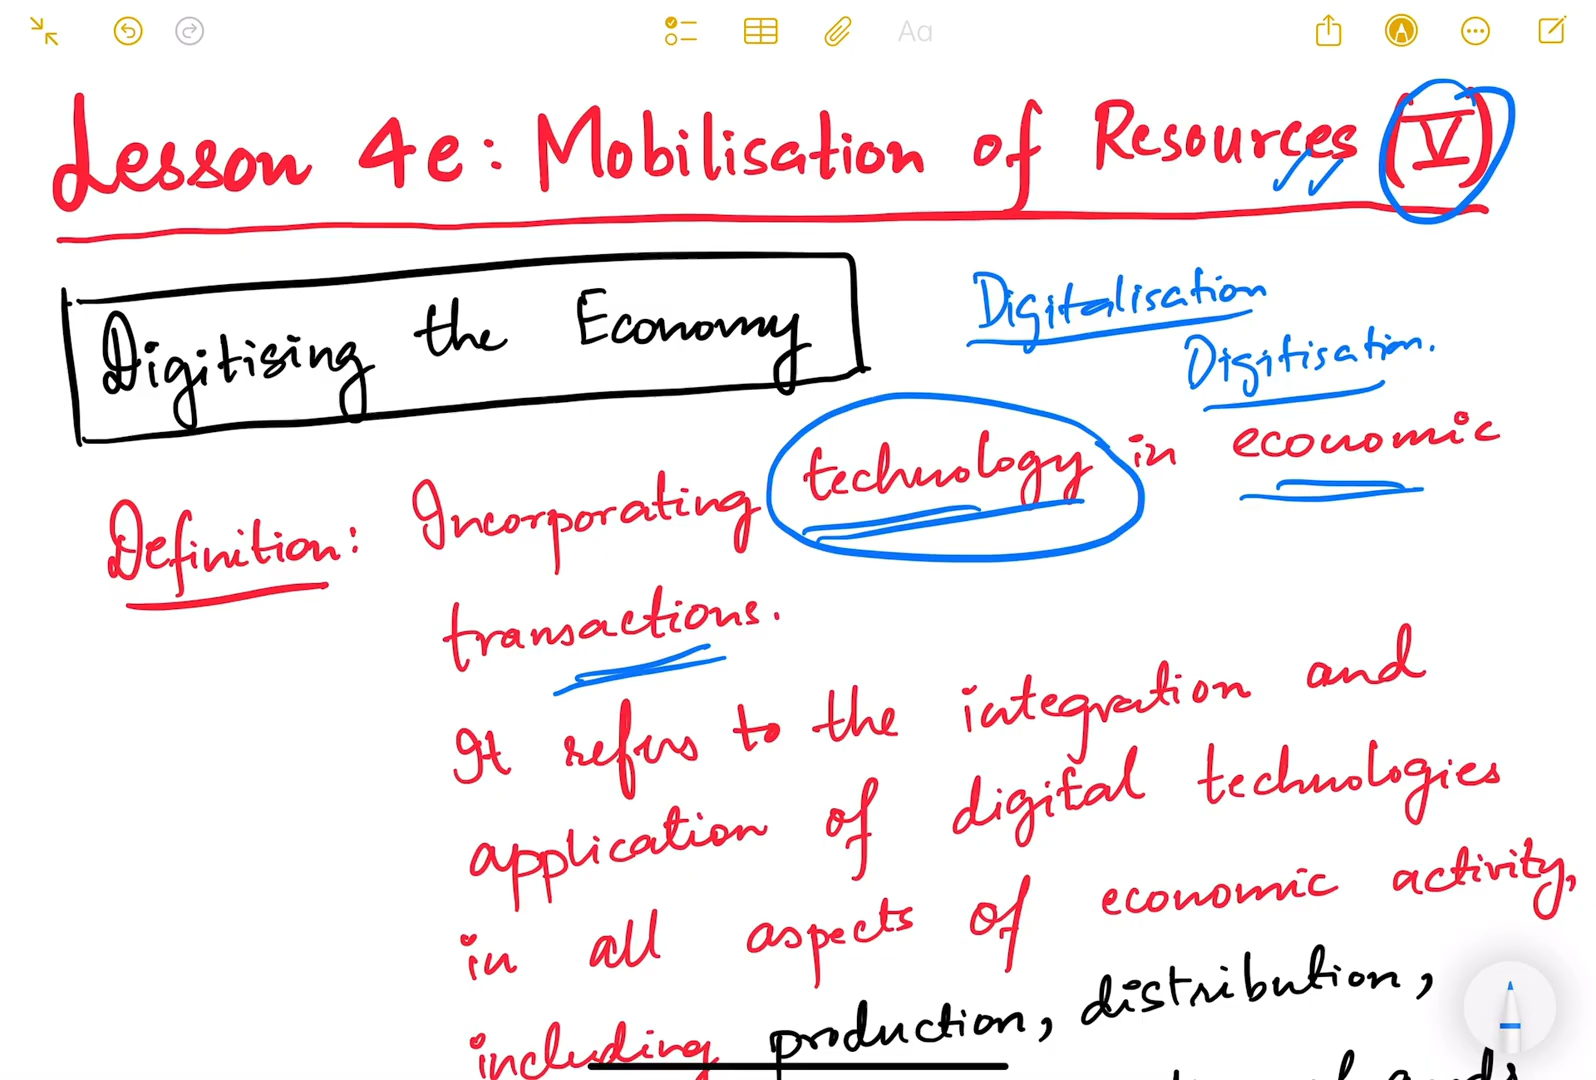 Aa
Lesson 4e: Mobilisation of Resources (V)
Digitising the Economy
Digitalisation
Digitisation.
Definition: Incorporating technology in economic
transactions.
It refers to the integration and
application of digital technologies
in all aspects of economic activity,
including production, distribution,